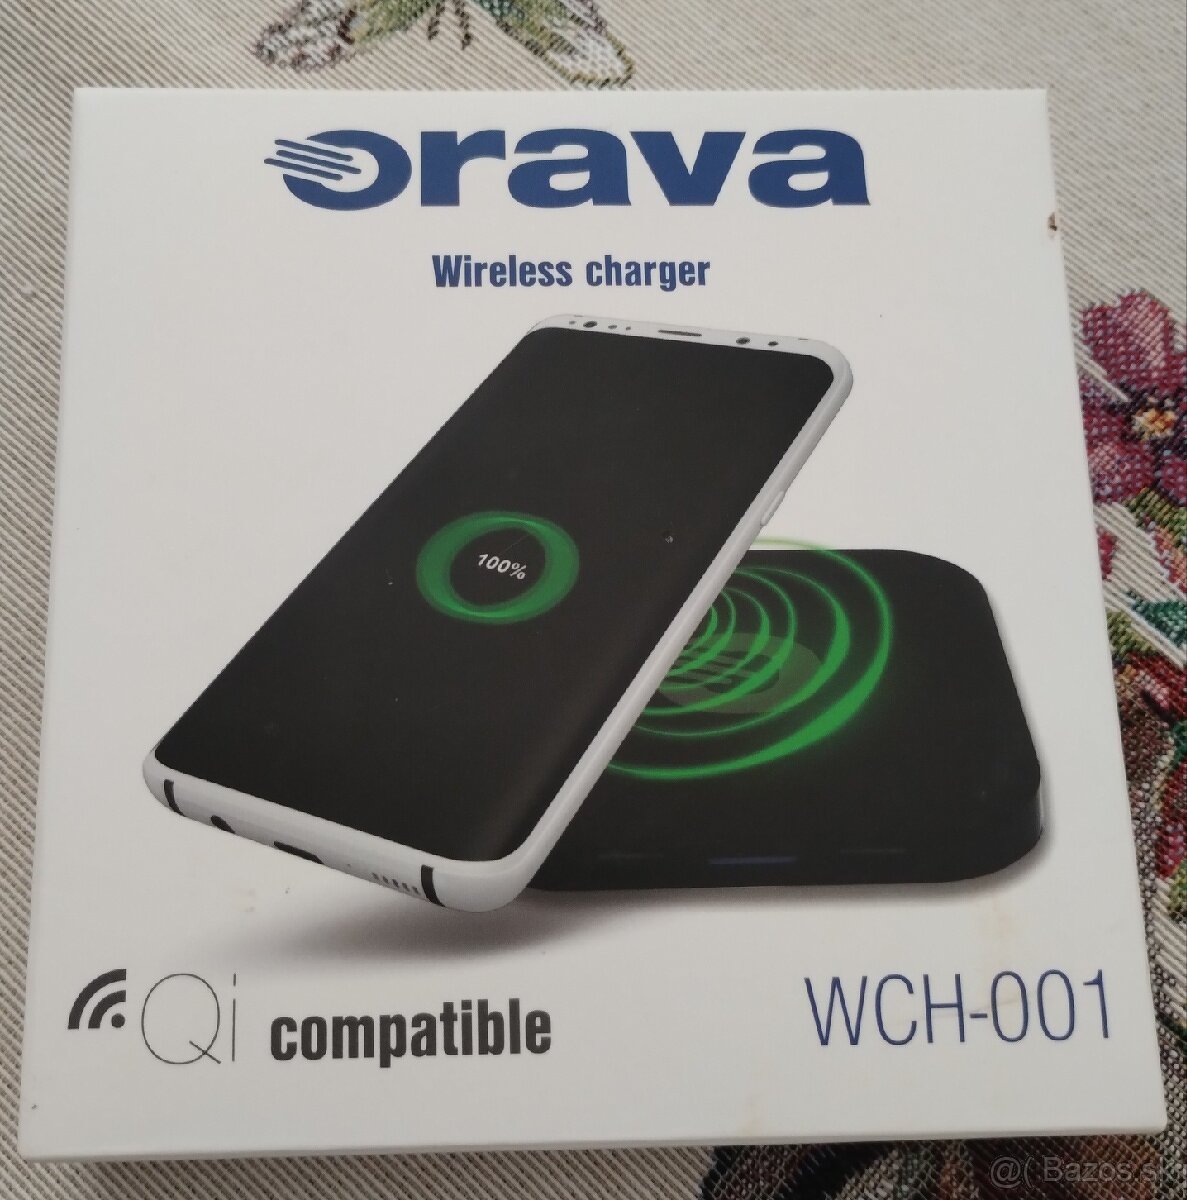 orava
Wireless charger
100%
Qi compatible
WCH-001
@( Bazos.sk